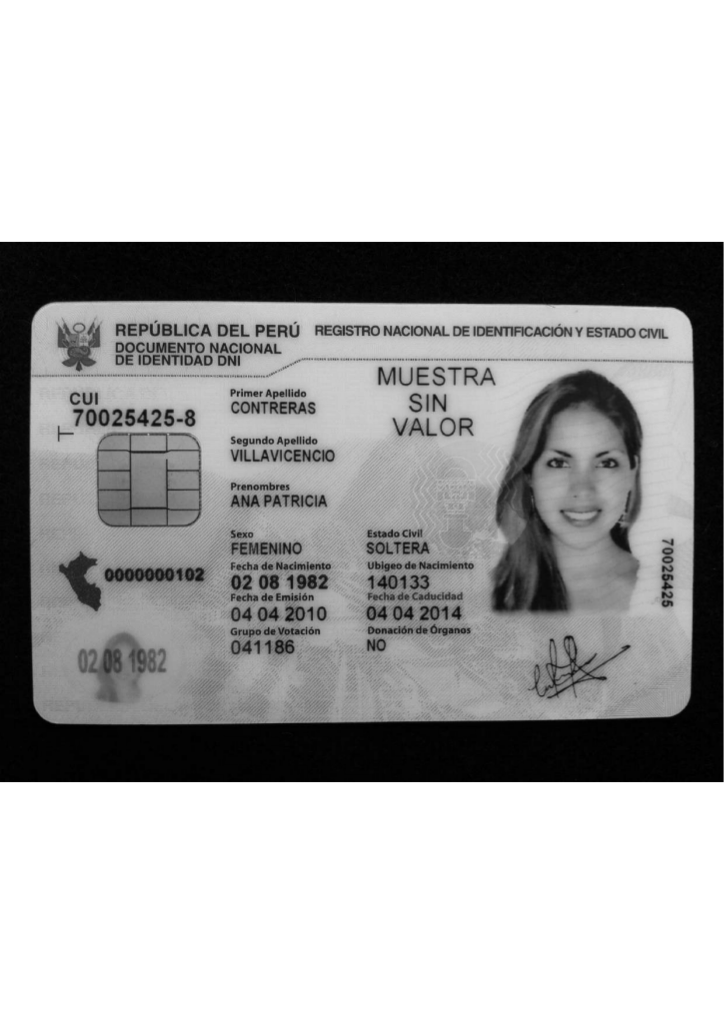 REPÚBLICA DEL PERÚ REGISTRO NACIONAL DE IDENTIFICACIÓN Y ESTADO CIVIL
DOCUMENTO NACIONAL
DE IDENTIDAD DNI
MUESTRA
SIN
VALOR
CUI
70025425-8
Primer Apellido
CONTRERAS
Segundo Apellido
VILLAVICENCIO
Prenombres
ANA PATRICIA
Sexo Estado Civil
FEMENINO SOLTERA
Fecha de Nacimiento Ubigeo de Nacimiento
02 08 1982 140133
Fecha de Emisión Fecha de Caducidad
04 04 2010 04 04 2014
Grupo de Votación Donación de Órganos
041186 NO
0000000102
02 08 1982
70025425